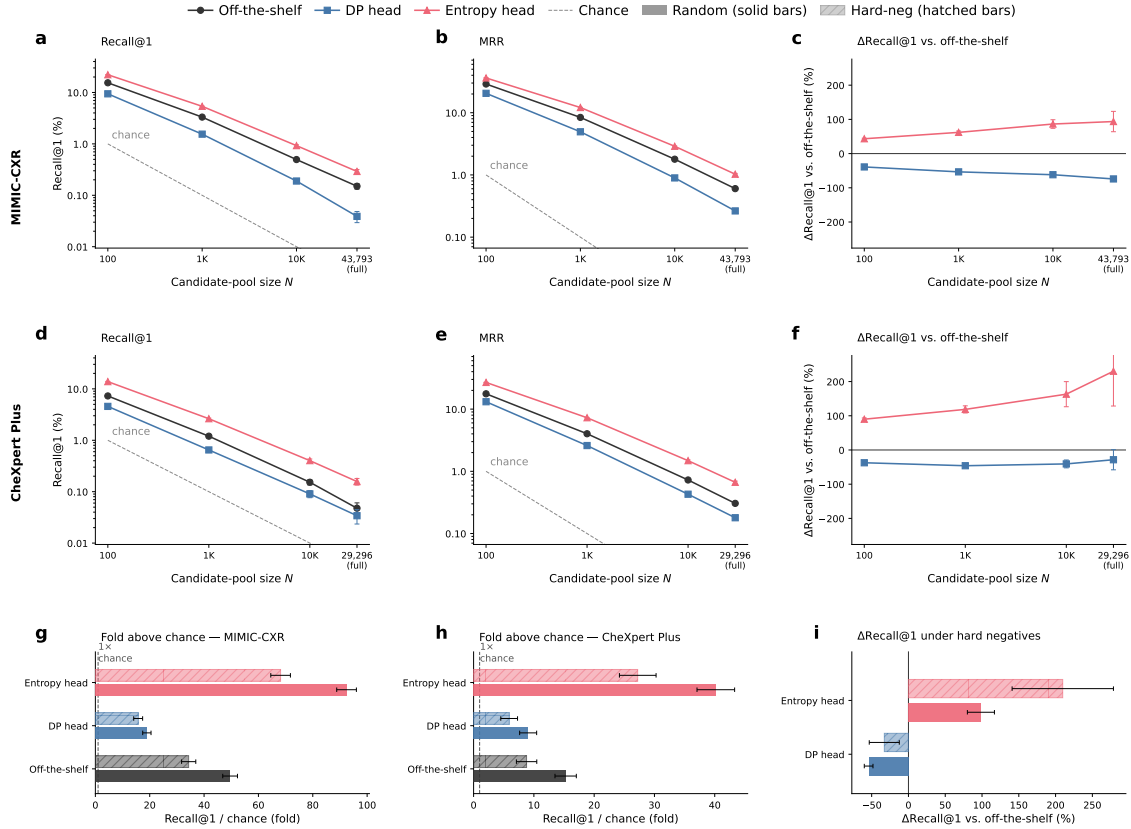 Off-the-shelf DP head Entropy head Chance Random (solid bars) Hard-neg (hatched bars)
a Recall@1
MIMIC-CXR
Recall@1 (%)
10.0
1.0
0.10
0.01
chance
100 1K 10K 43,793
(full)
Candidate-pool size N
b MRR
10.0
1.0
0.10
chance
100 1K 10K 43,793
(full)
Candidate-pool size N
c ΔRecall@1 vs. off-the-shelf
ΔRecall@1 vs. off-the-shelf (%)
200
100
0
−100
−200
100 1K 10K 43,793
(full)
Candidate-pool size N
d Recall@1
CheXpert Plus
Recall@1 (%)
10.0
1.0
0.10
0.01
chance
100 1K 10K 29,296
(full)
Candidate-pool size N
e MRR
10.0
1.0
0.10
chance
100 1K 10K 29,296
(full)
Candidate-pool size N
f ΔRecall@1 vs. off-the-shelf
ΔRecall@1 vs. off-the-shelf (%)
200
100
0
−100
−200
100 1K 10K 29,296
(full)
Candidate-pool size N
g Fold above chance — MIMIC-CXR
1×
chance
Entropy head
DP head
Off-the-shelf
0 20 40 60 80 100
Recall@1 / chance (fold)
h Fold above chance — CheXpert Plus
1×
chance
Entropy head
DP head
Off-the-shelf
0 10 20 30 40
Recall@1 / chance (fold)
i ΔRecall@1 under hard negatives
Entropy head
DP head
−50 0 50 100 150 200 250
ΔRecall@1 vs. off-the-shelf (%)